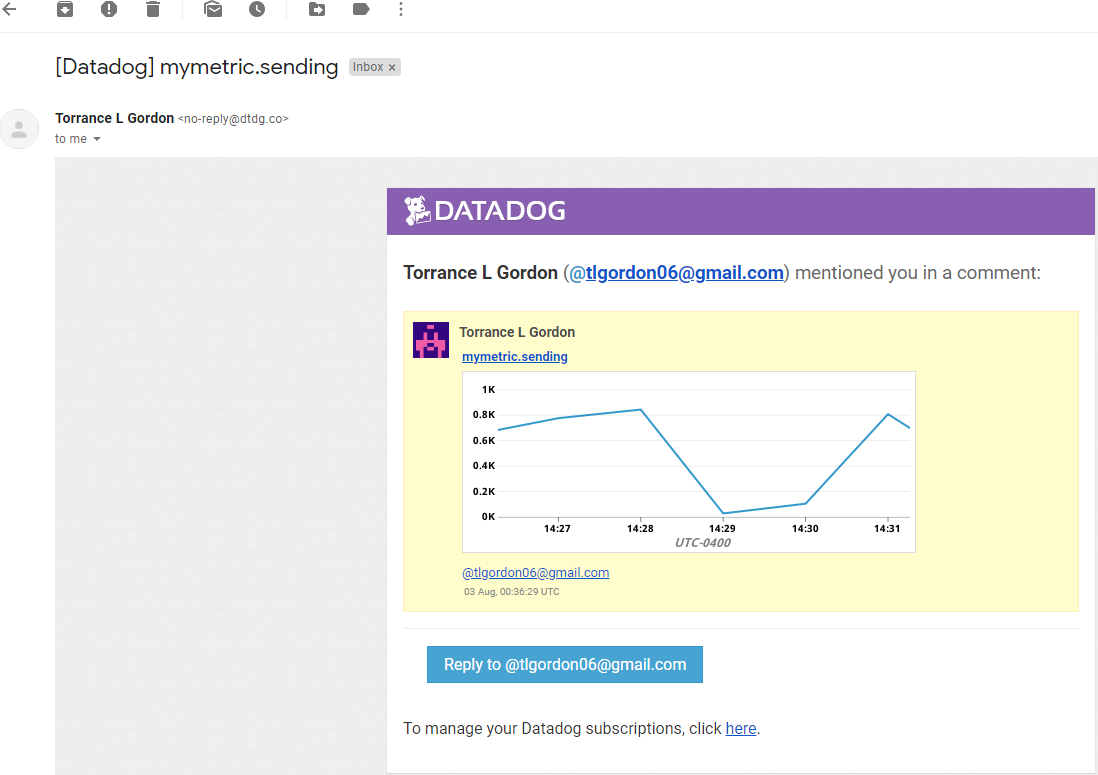 [Datadog] mymetric.sending Inbox x
Torrance L Gordon <no-reply@dtdg.co>
to me
DATADOG
Torrance L Gordon (@tlgordon06@gmail.com) mentioned you in a comment:
Torrance L Gordon
mymetric.sending
1K
0.8K
0.6K
0.4K
0.2K
0K
14:27 14:28 14:29 14:30 14:31
UTC-0400
@tlgordon06@gmail.com
03 Aug, 00:36:29 UTC
Reply to @tlgordon06@gmail.com
To manage your Datadog subscriptions, click here.